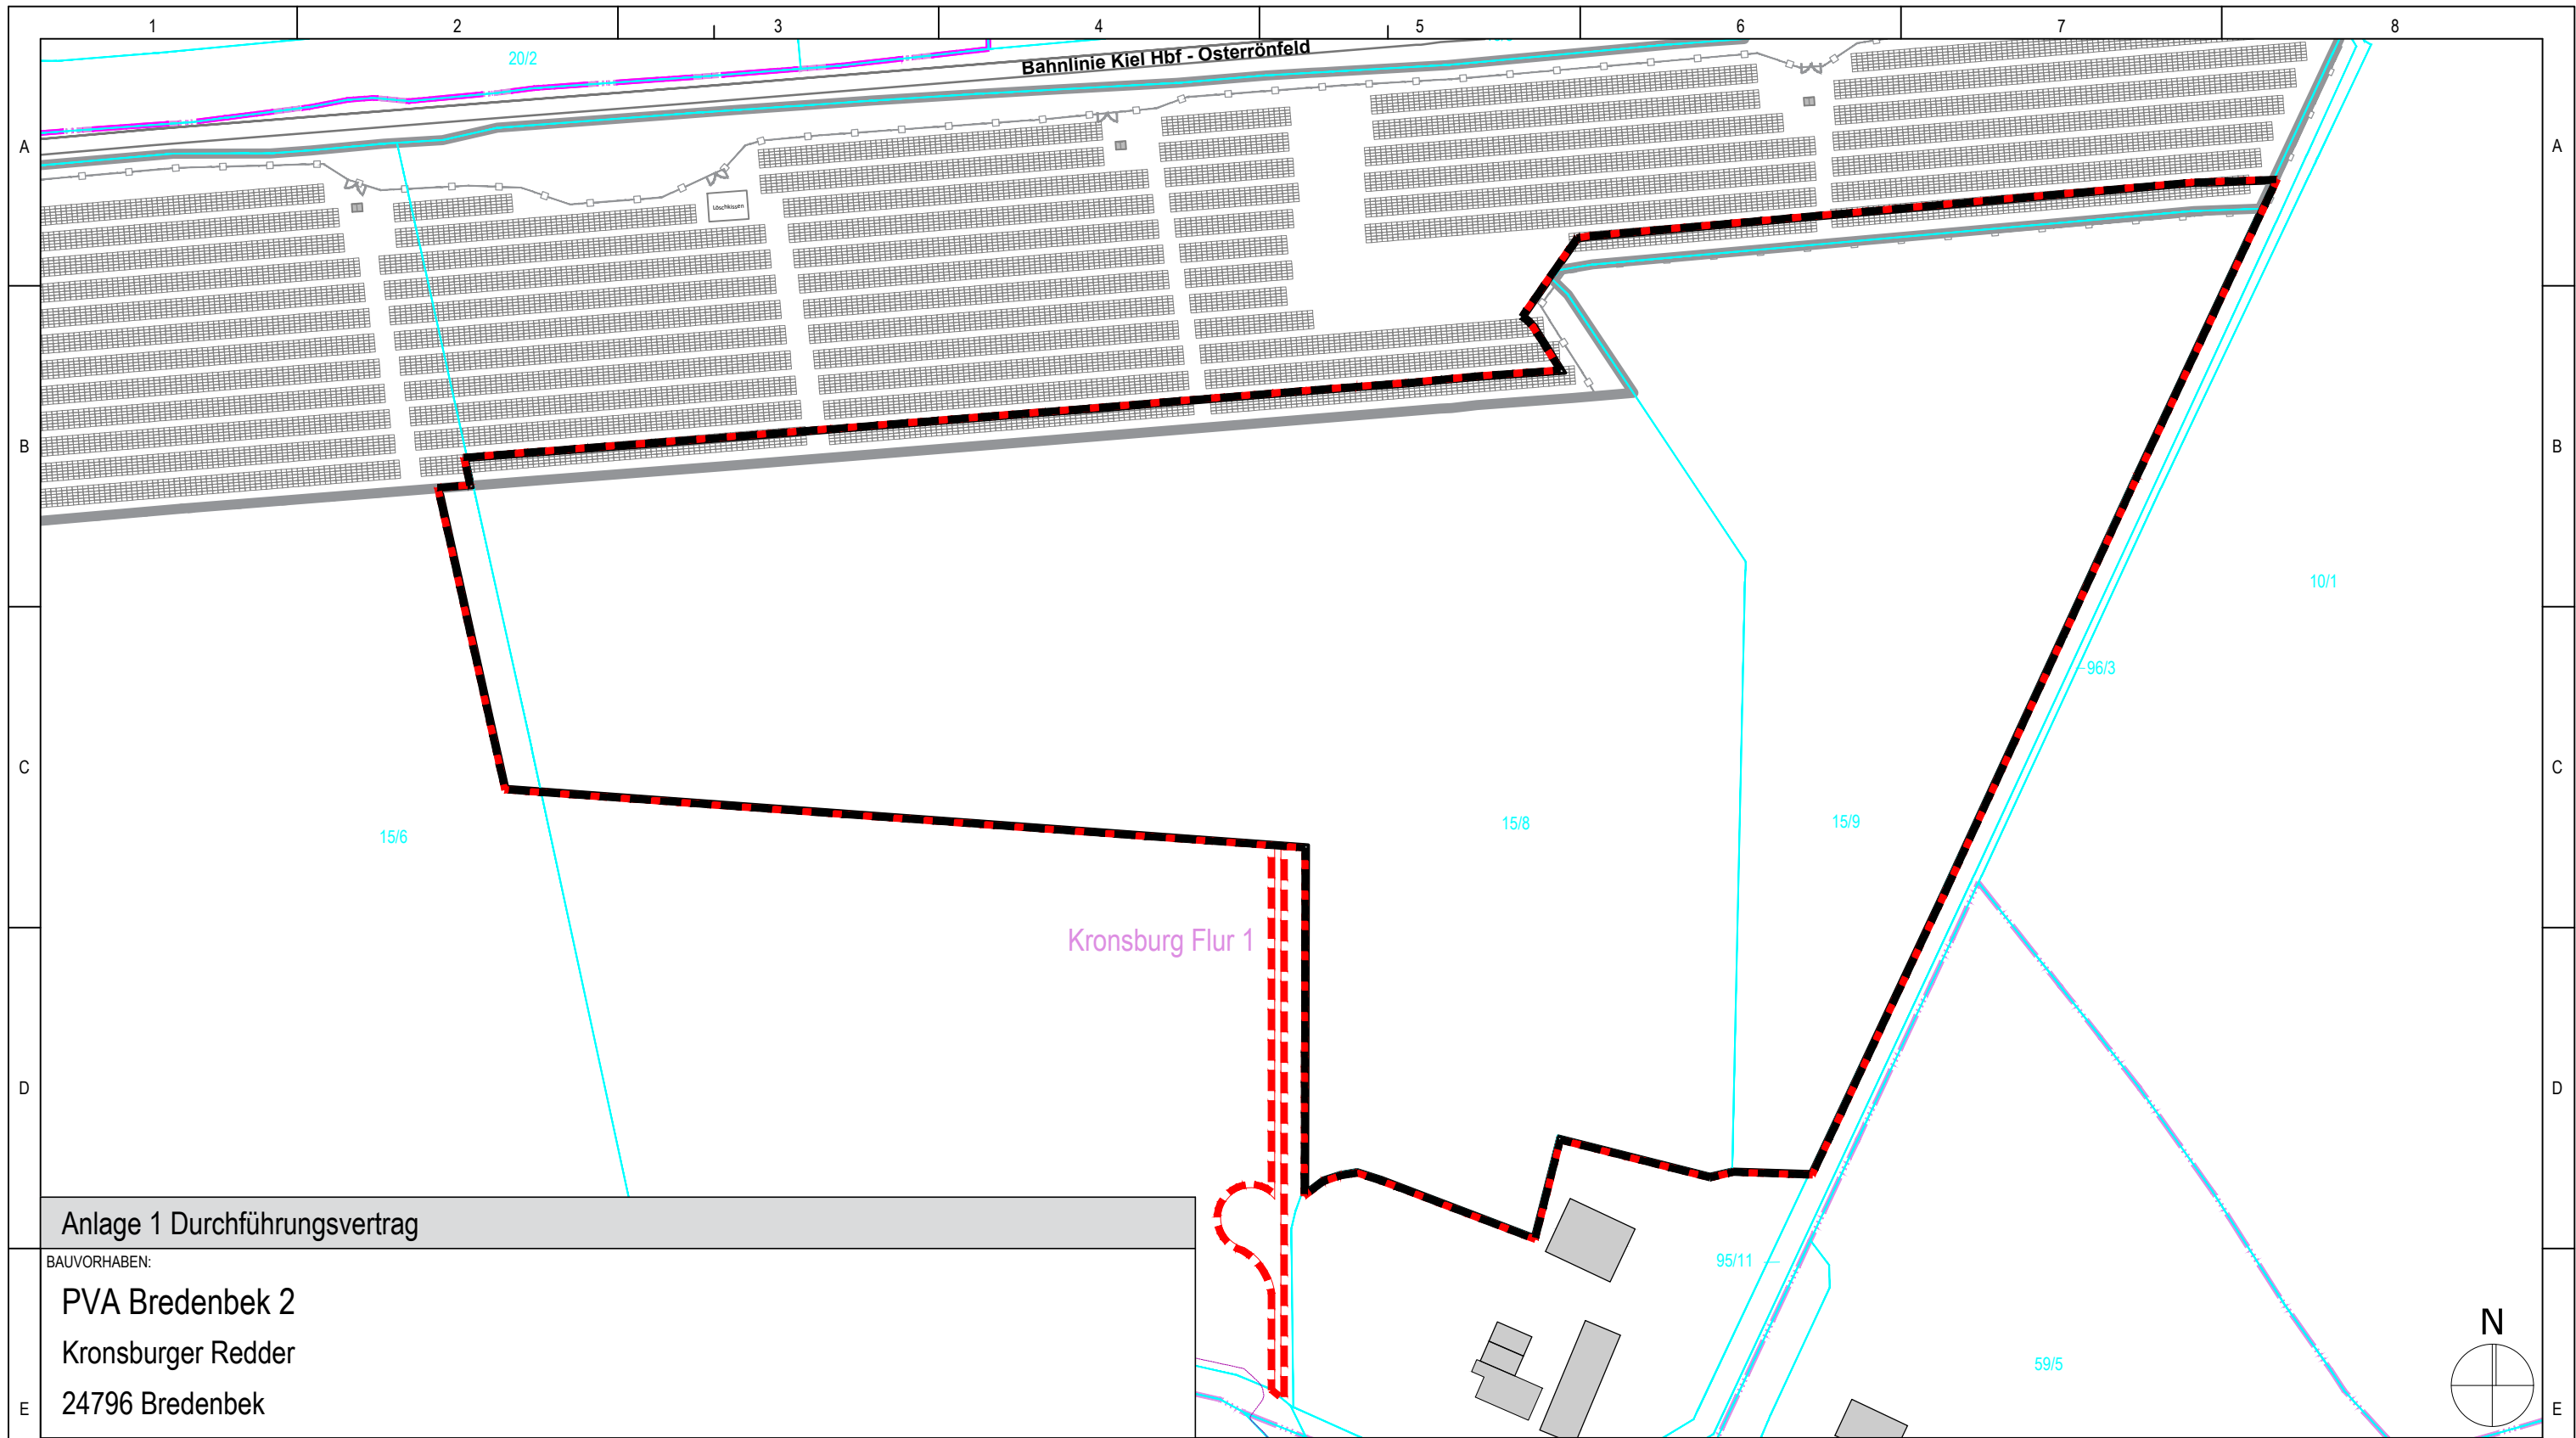 1 2 3 4 5 6 7 8
20/2
Bahnlinie Kiel Hbf - Osterrönfeld
A A
Löschkissen
B B
10/1
96/3
C C
15/6
15/8
15/9
Kronsburg Flur 1
D D
Anlage 1 Durchführungsvertrag
BAUVORHABEN:
95/11
PVA Bredenbek 2
N
Kronsburger Redder
59/5
24796 Bredenbek
E E